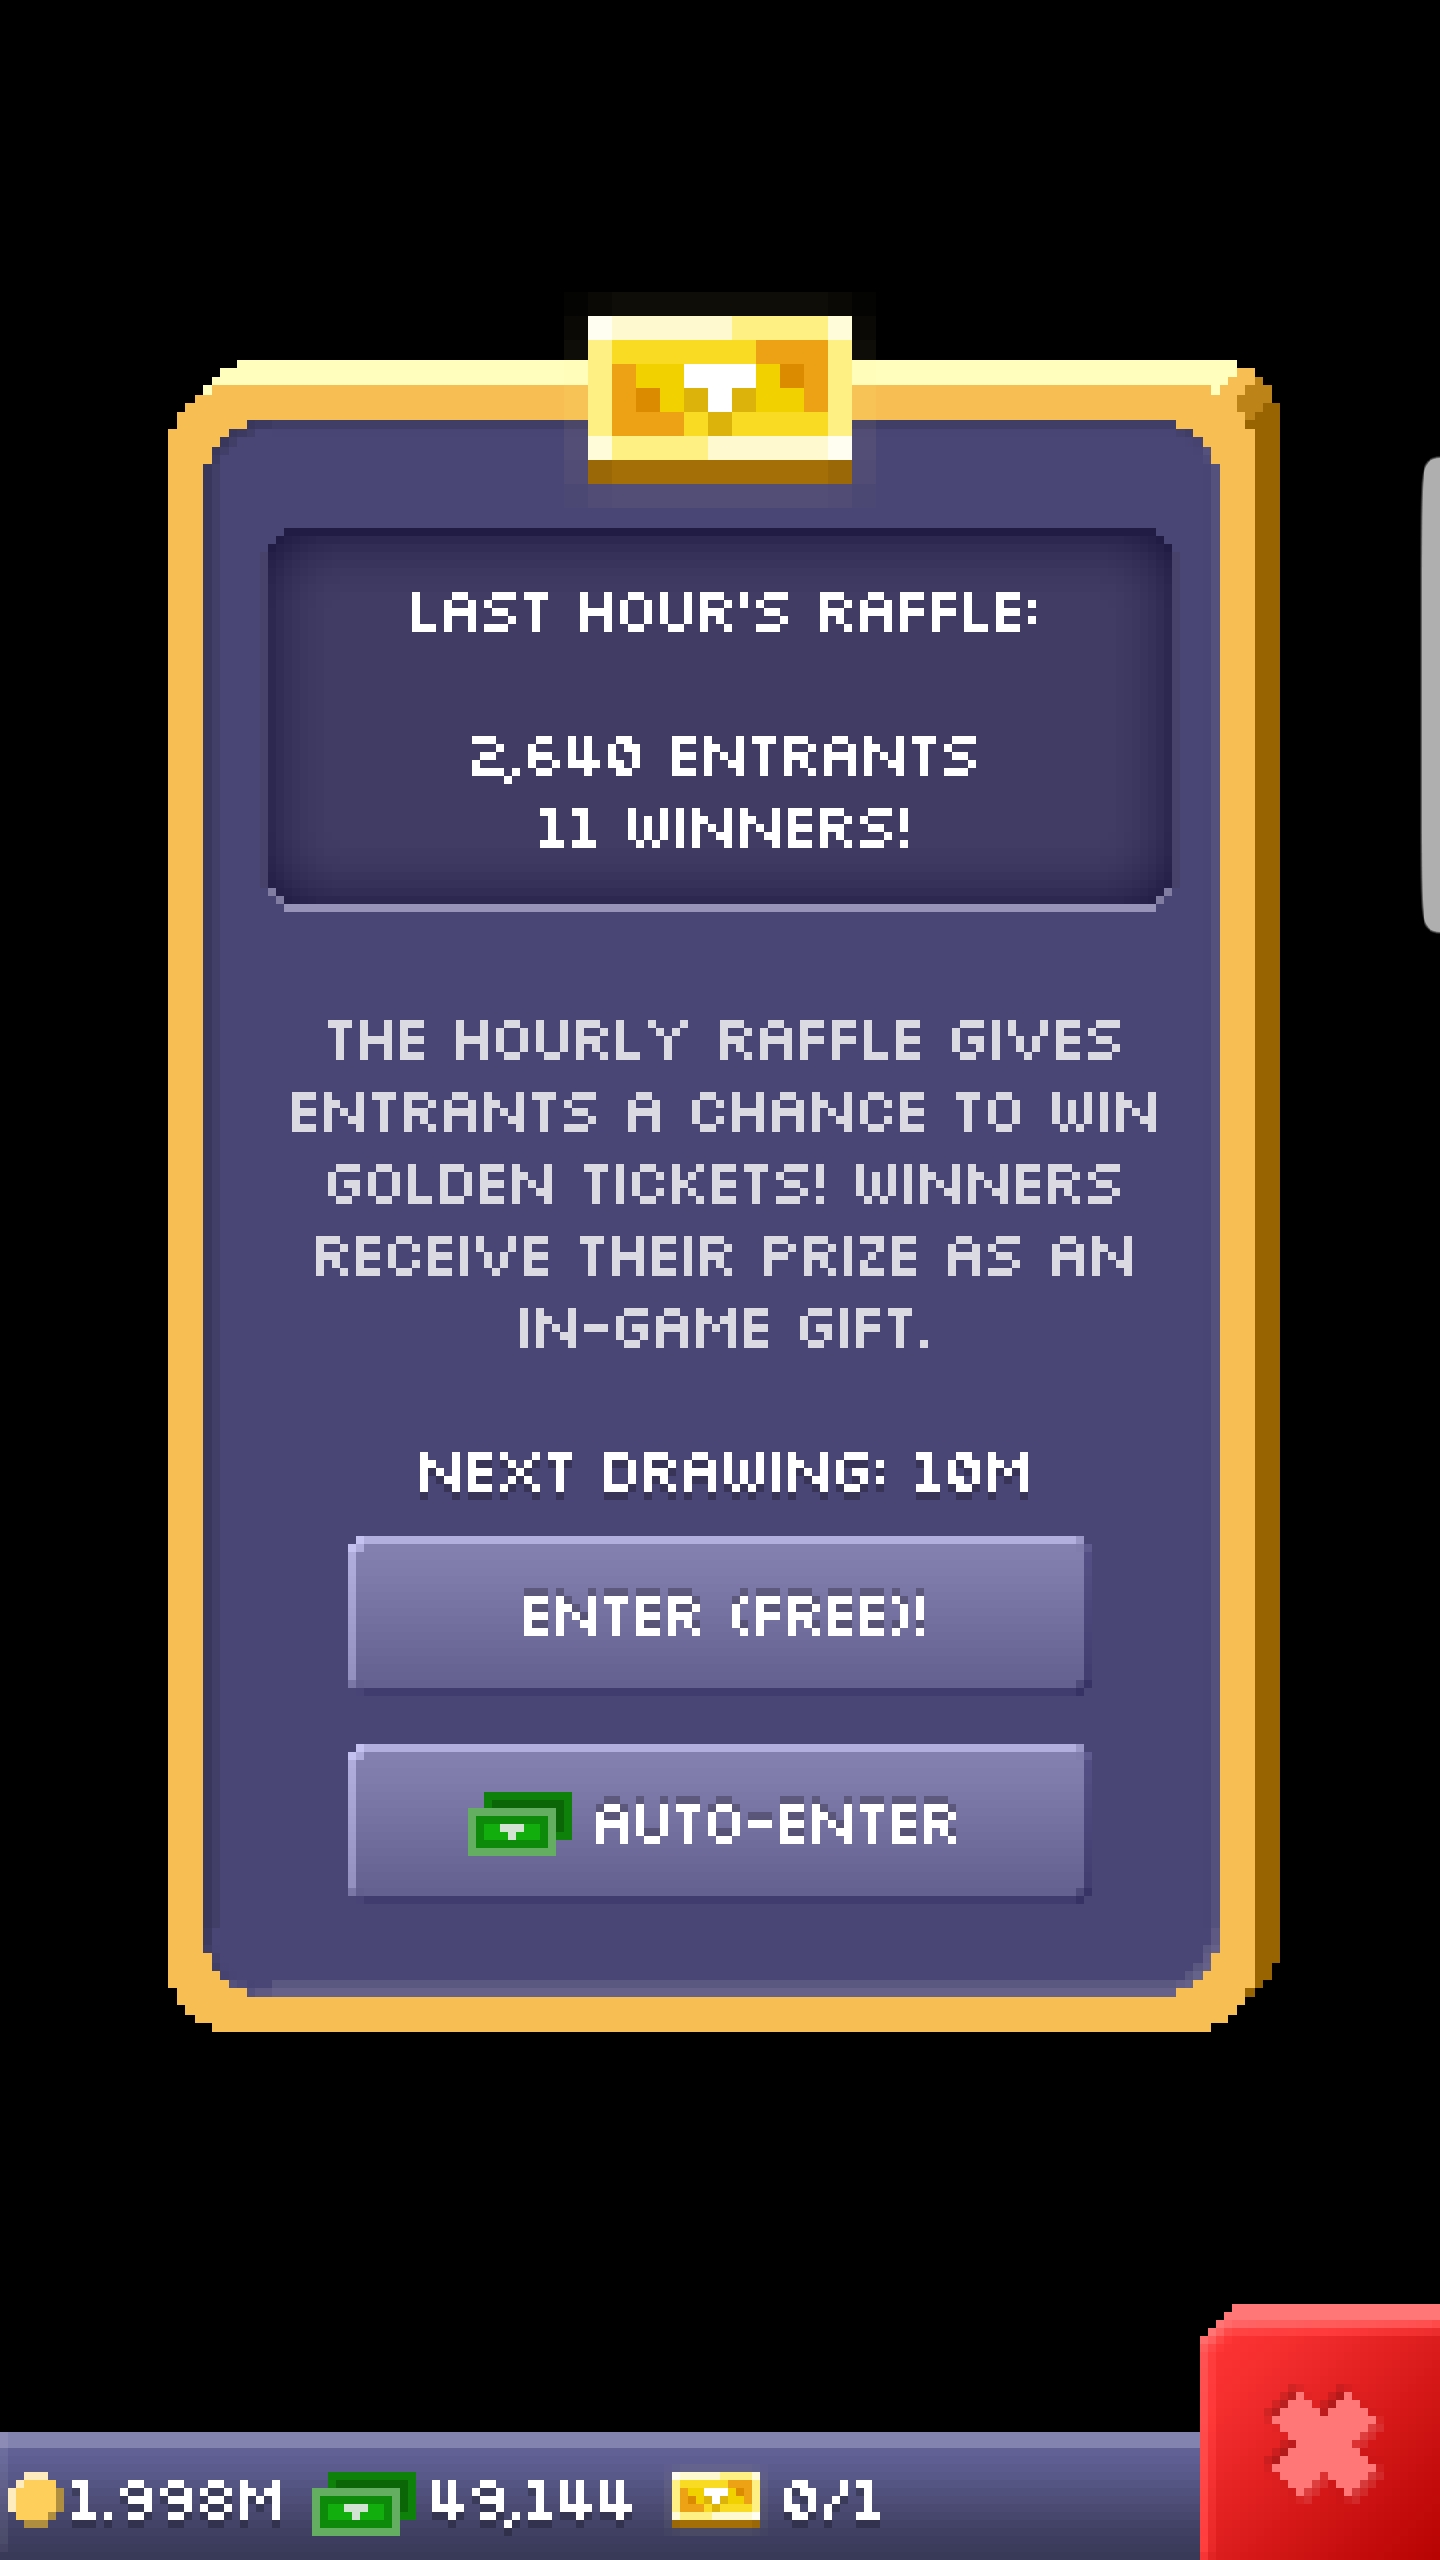 LAST HOUR'S RAFFLE:
2,640 ENTRANTS
11 WINNERS!
THE HOURLY RAFFLE GIVES
ENTRANTS A CHANCE TO WIN
GOLDEN TICKETS! WINNERS
RECEIVE THEIR PRIZE AS AN
IN-GAME GIFT.
NEXT DRAWING: 10M
ENTER (FREE)!
AUTO-ENTER
1.998M 49,144 0/1